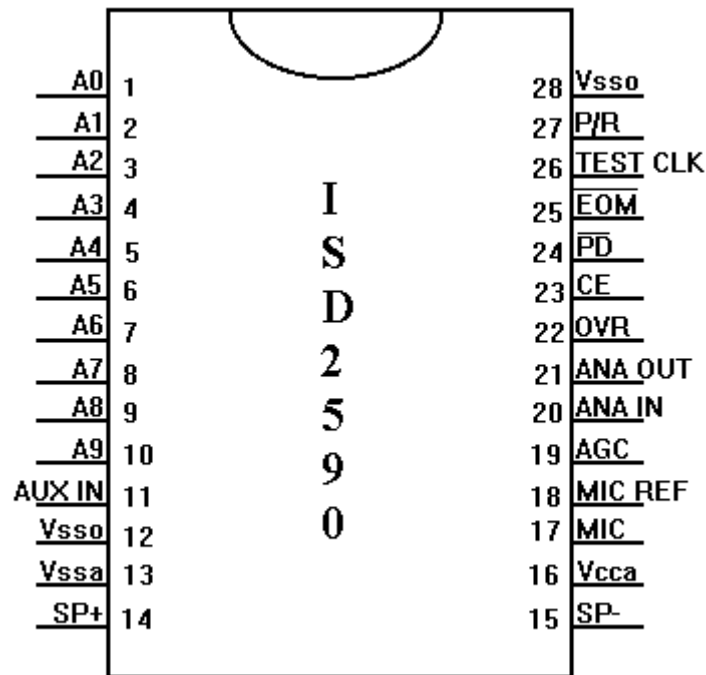 A0 1 28 Vsso
A1 2 27 P/R
A2 3 26 TEST CLK
A3 4 25 EOM
A4 5 24 PD
A5 6 23 CE
A6 7 22 OVR
A7 8 21 ANA OUT
A8 9 20 ANA IN
A9 10 19 AGC
AUX IN 11 18 MIC REF
Vsso 12 17 MIC
Vssa 13 16 Vcca
SP+ 14 15 SP-
I
S
D
2
5
9
0